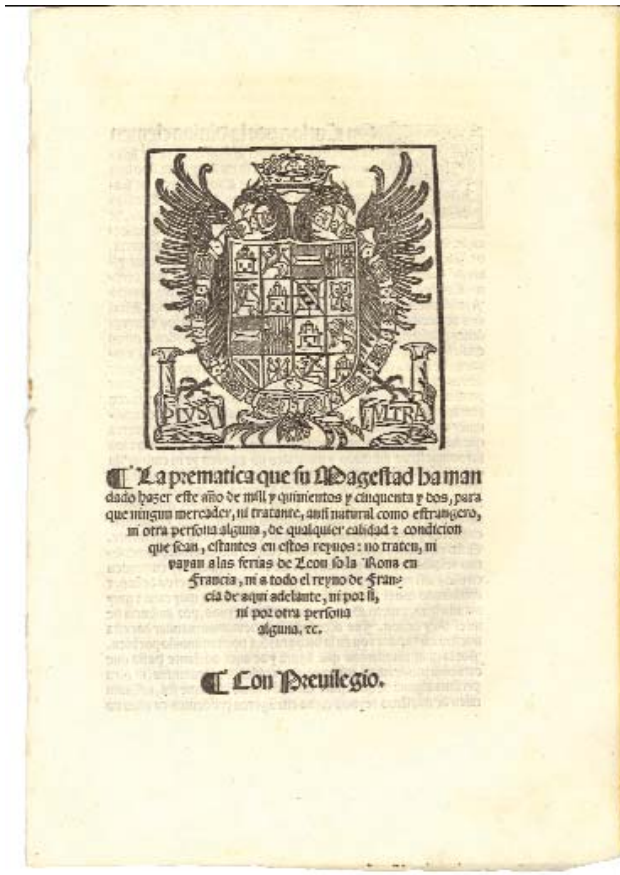 PLVS VLTRA
¶ La prematica que su Magestad ha man
dado hazer este año de mill y quinientos y cinquenta y dos, para
que ningun mercader, ni tratante, ansi natural como estrangero,
ni otra persona alguna, de qualquier calidad ⁊ condicion
que sean, estantes en estos reynos: no traten, ni
vayan a las ferias de Leon so la Rona en
Francia, ni a todo el reyno de Fran-
cia de aqui adelante, ni por si,
ni por otra persona
alguna. ⁊c.
¶ Con Preuilegio.